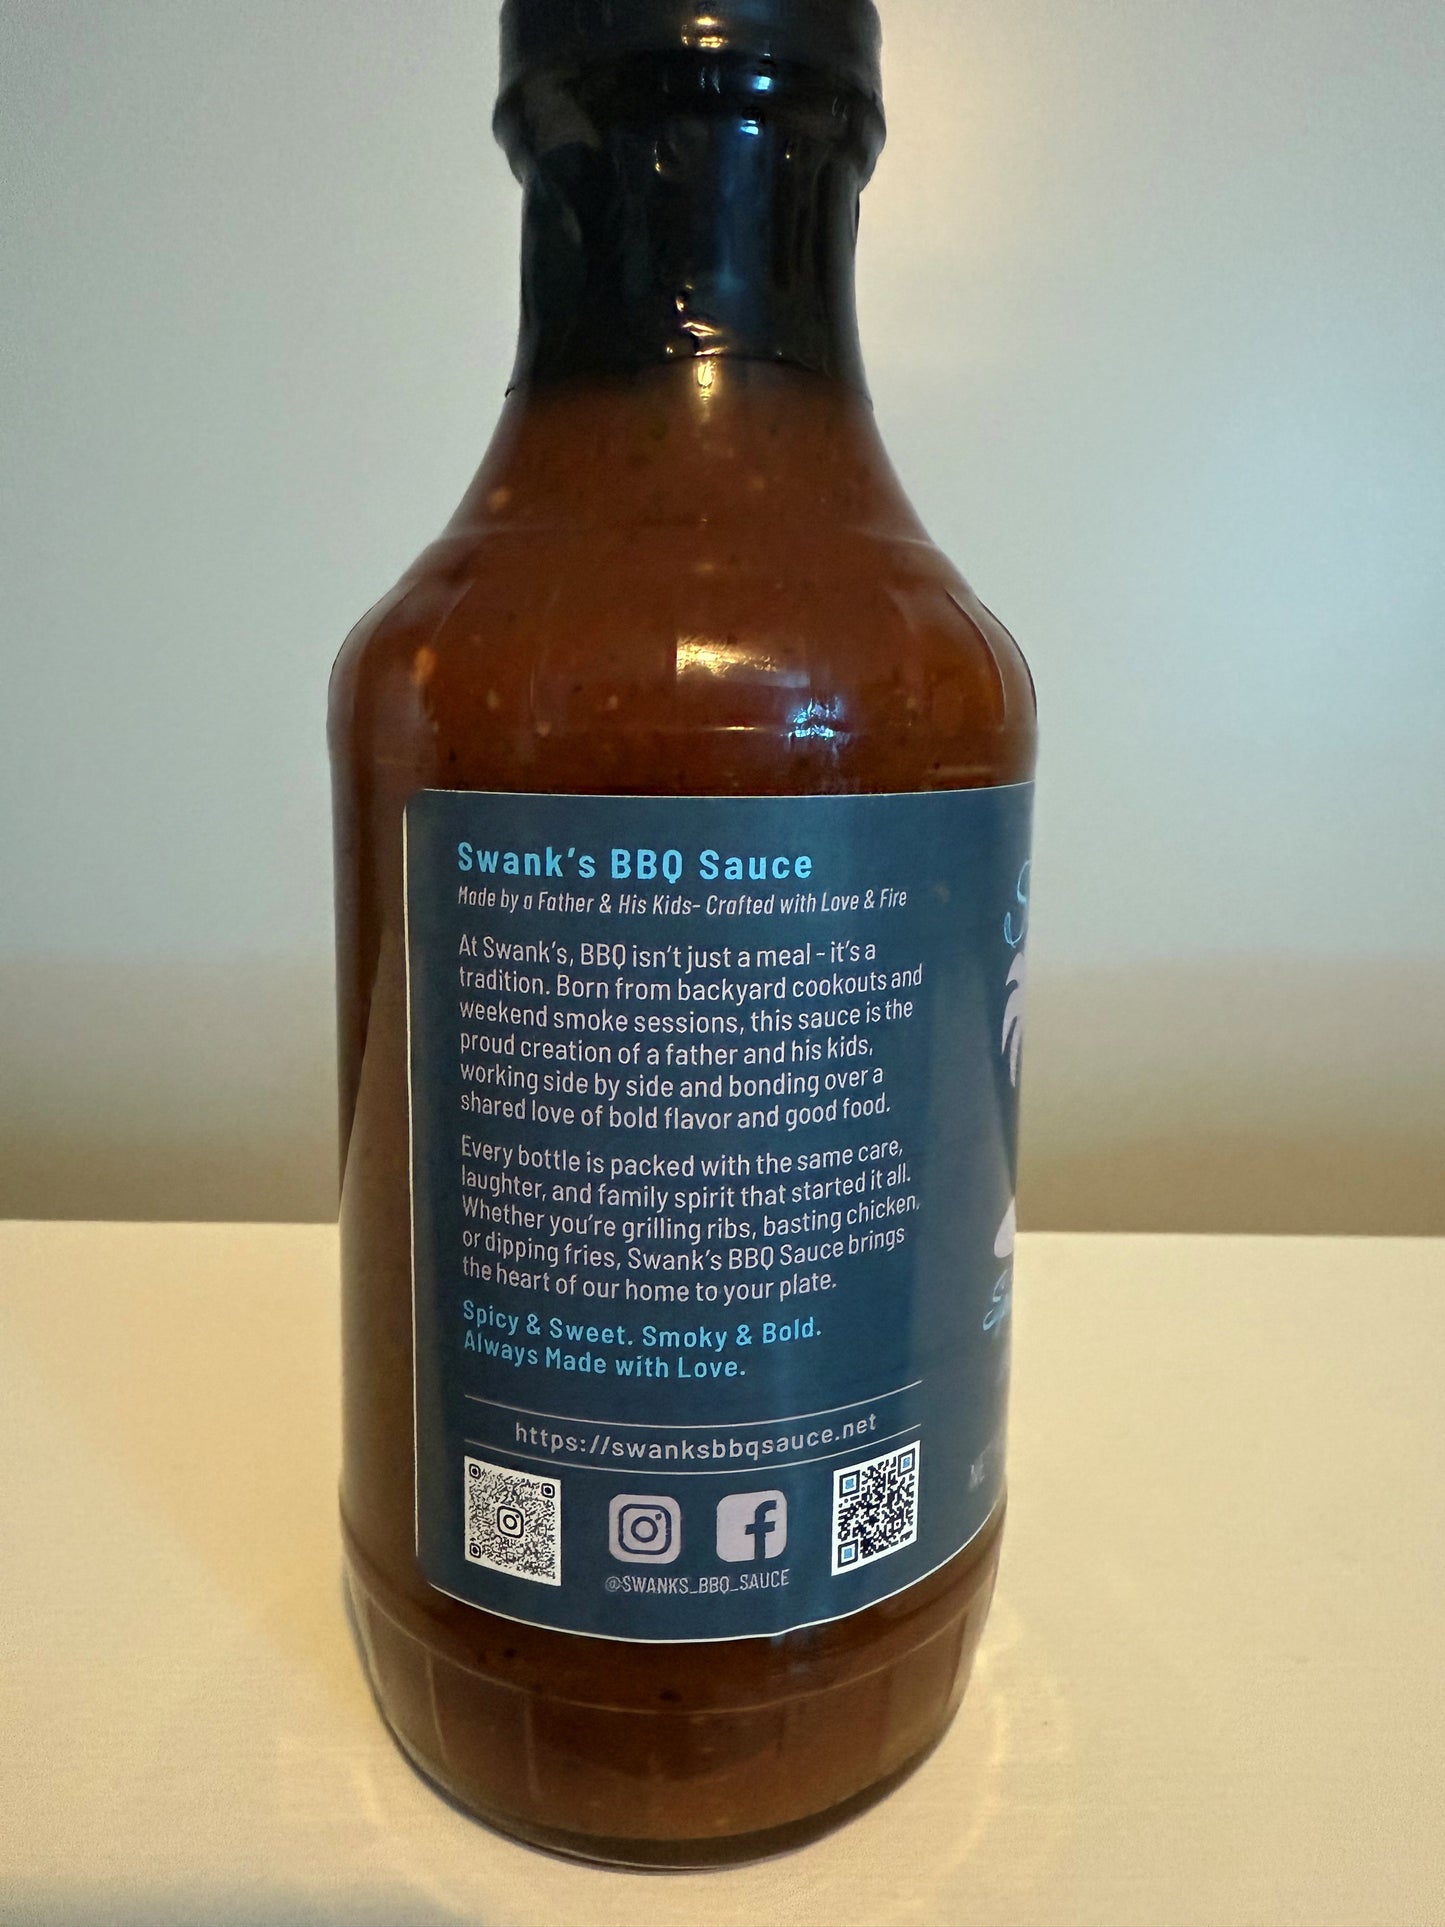 Swank's BBQ Sauce
Made by a Father & His Kids- Crafted with Love & Fire
At Swank's, BBQ isn't just a meal - it's a
tradition. Born from backyard cookouts and
weekend smoke sessions, this sauce is the
proud creation of a father and his kids,
working side by side and bonding over a
shared love of bold flavor and good food.
Every bottle is packed with the same care,
laughter, and family spirit that started it all.
Whether you're grilling ribs, basting chicken,
or dipping fries, Swank's BBQ Sauce brings
the heart of our home to your plate.
Spicy & Sweet. Smoky & Bold.
Always Made with Love.
https://swanksbbqsauce.net
@SWANKS_BBQ_SAUCE